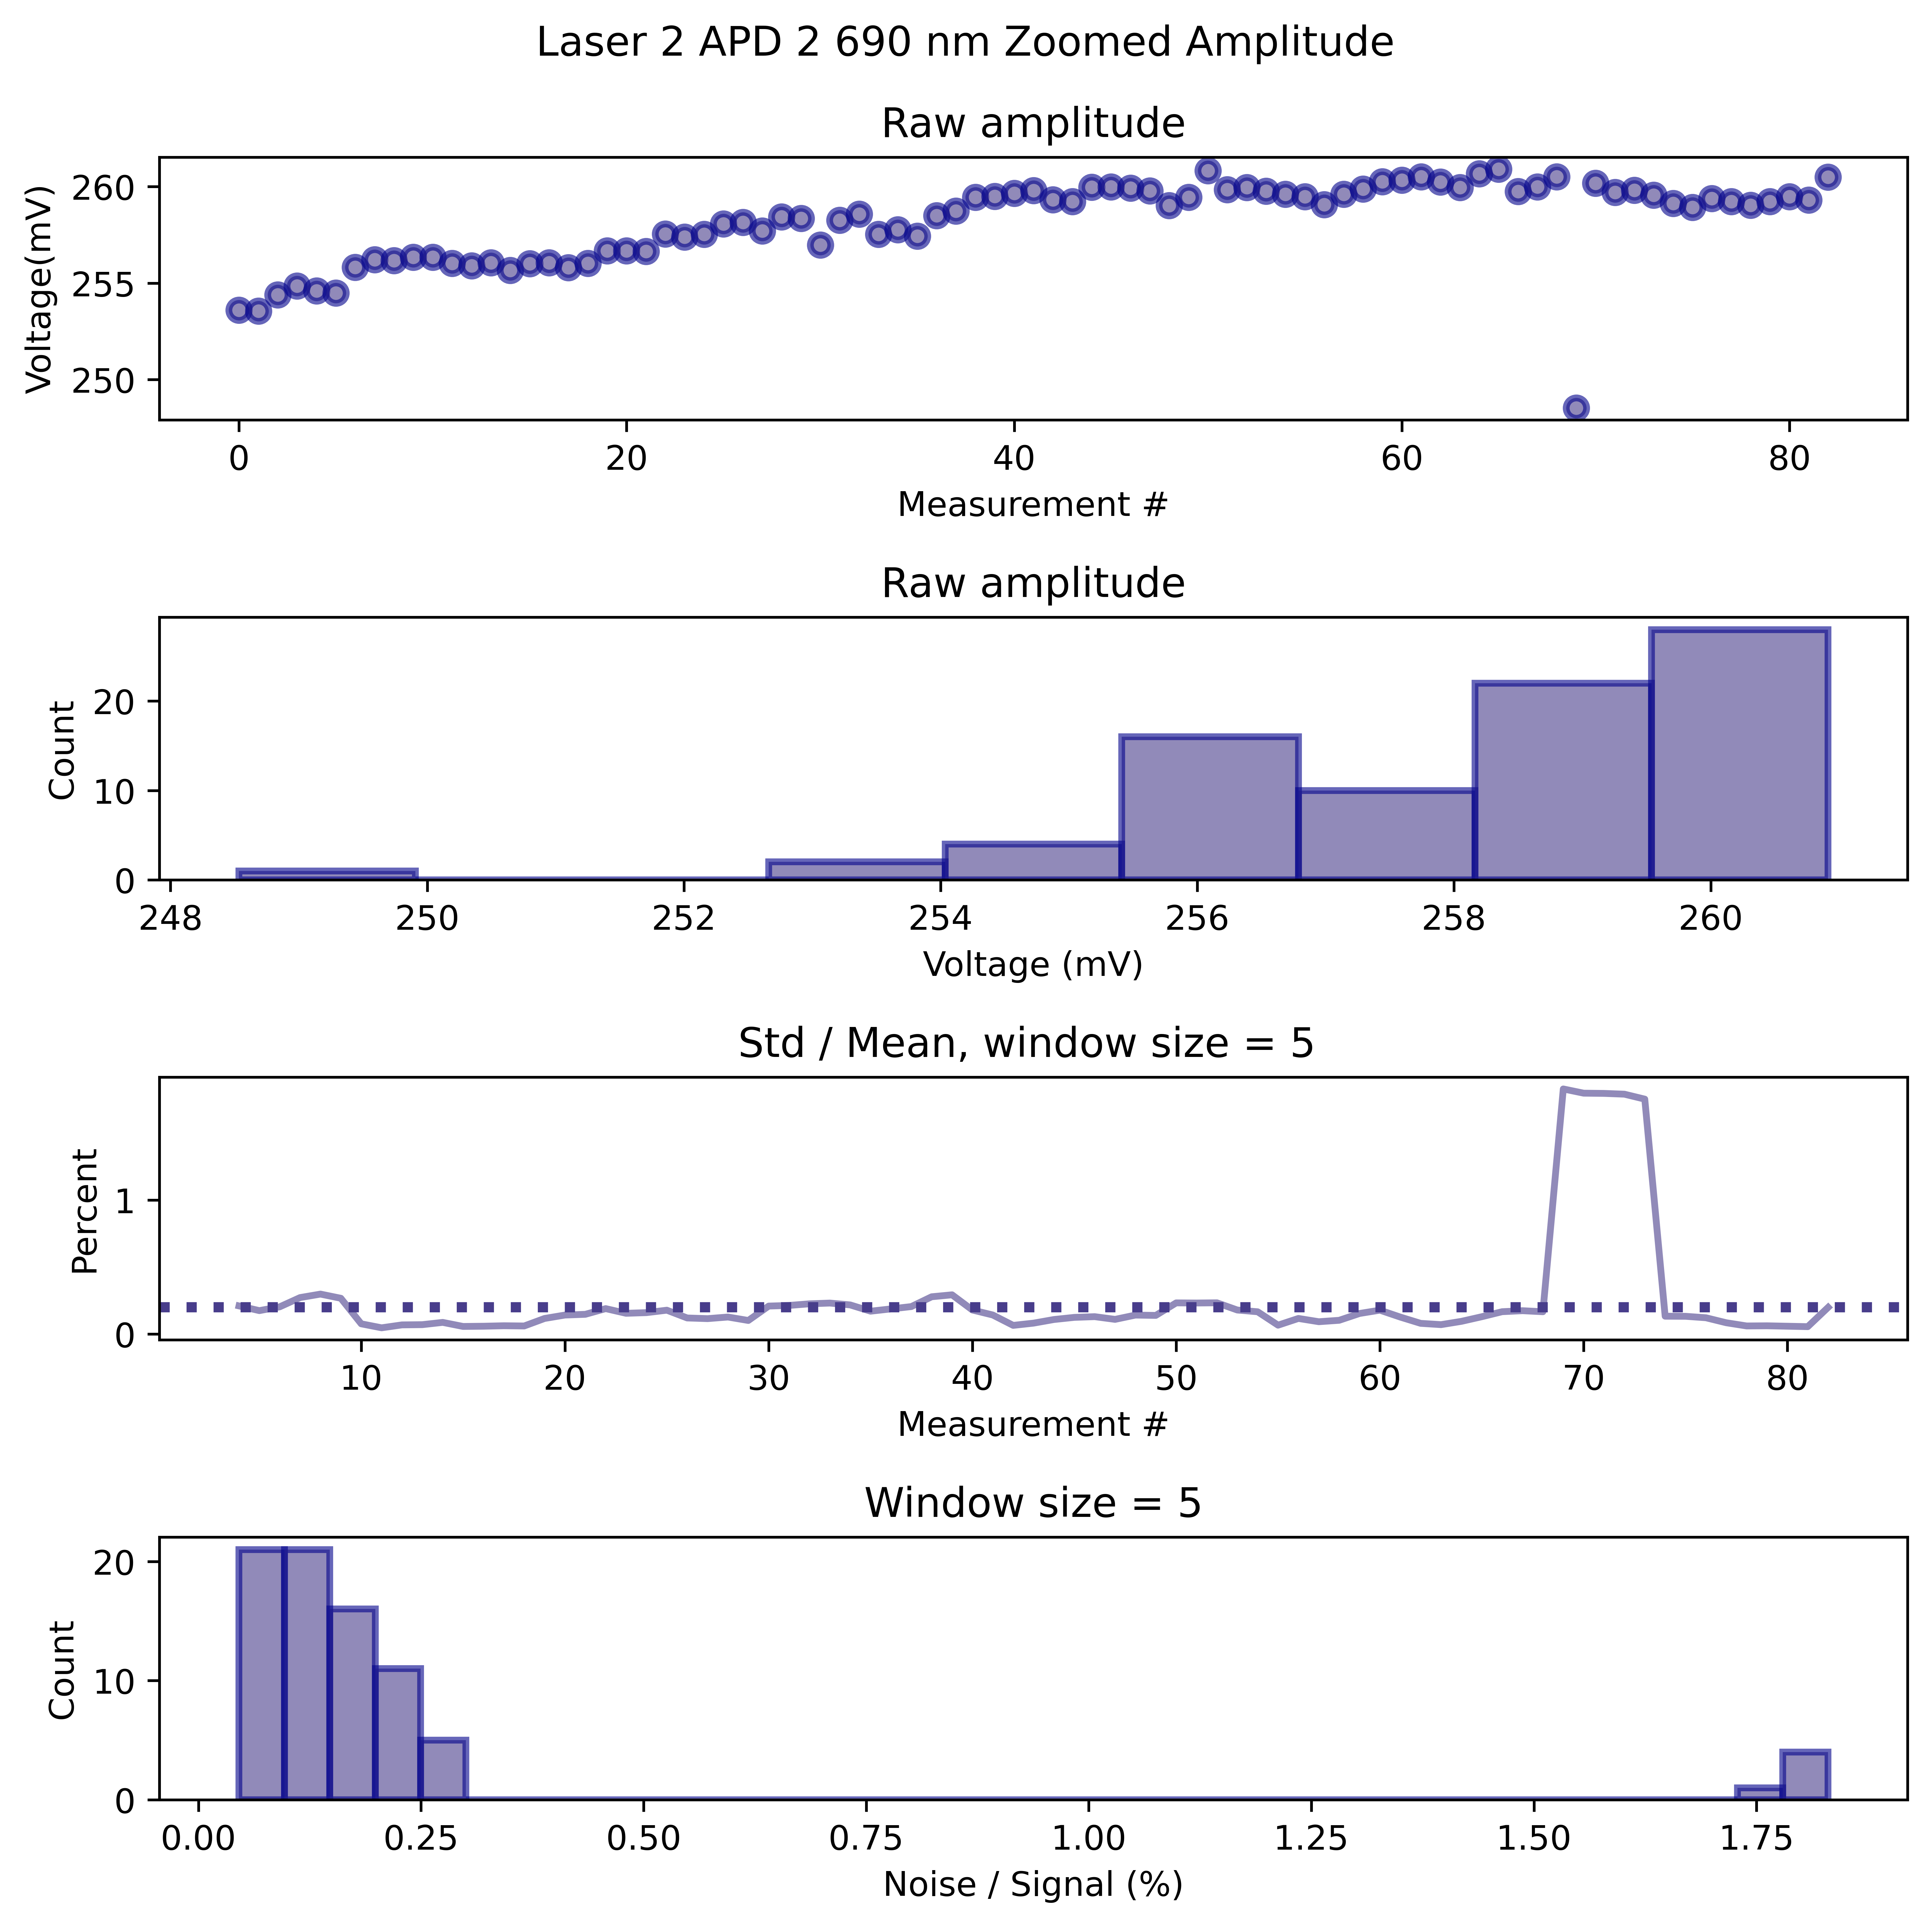 Laser 2 APD 2 690 nm Zoomed Amplitude
Raw amplitude
Voltage(mV)
260
255
250
0 20 40 60 80
Measurement #
Raw amplitude
Count
20
10
0
248 250 252 254 256 258 260
Voltage (mV)
Std / Mean, window size = 5
Percent
1
0
10 20 30 40 50 60 70 80
Measurement #
Window size = 5
Count
20
10
0
0.00 0.25 0.50 0.75 1.00 1.25 1.50 1.75
Noise / Signal (%)